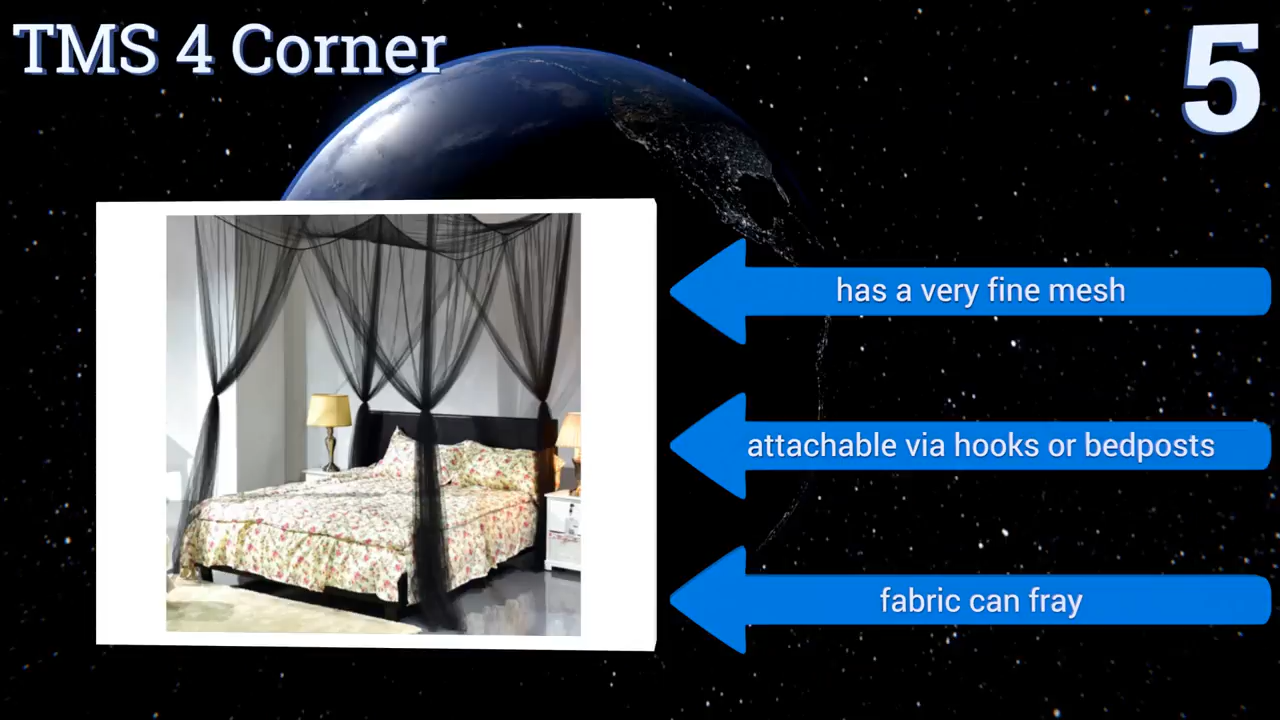 TMS 4 Corner
5
has a very fine mesh
attachable via hooks or bedposts
fabric can fray